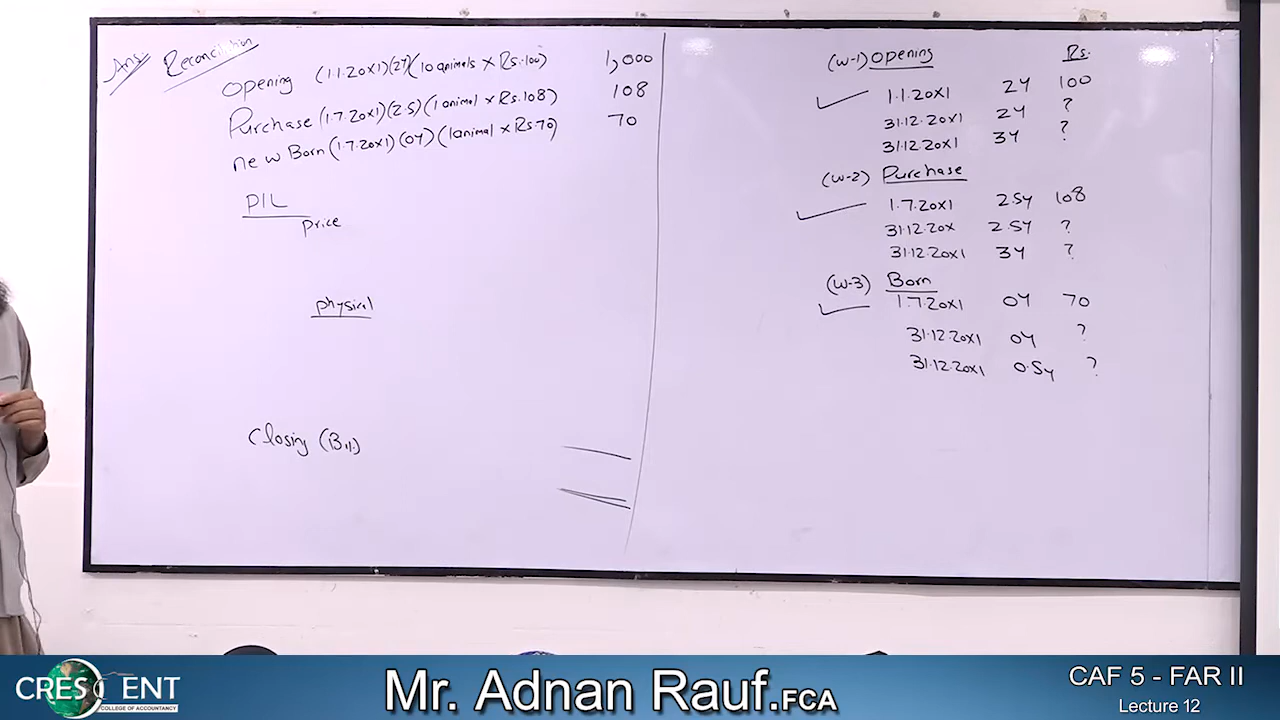 Ans:
Reconciliation
Opening (1.1.20x1)(2Y)(10 animals x Rs.100) 1,000
Purchase (1.7.20x1)(2.5)(1 animal x Rs.108) 108
new Born (1.7.20x1)(0Y)(1 animal x Rs.70) 70
P/L
Price
physical
Closing (B//)
(w-1) Opening Rs.
1.1.20x1 2Y 100
31.12.20x1 2Y ?
31.12.20x1 3Y ?
(w-2) Purchase
1.7.20x1 2.5Y 108
31.12.20x 2.5Y ?
31.12.20x1 3Y ?
(w-3) Born
1.7.20x1 0Y 70
31.12.20x1 0Y ?
31.12.20x1 0.5Y ?
CRESCENT
COLLEGE OF ACCOUNTANCY
Mr. Adnan Rauf.FCA
CAF 5 - FAR II
Lecture 12